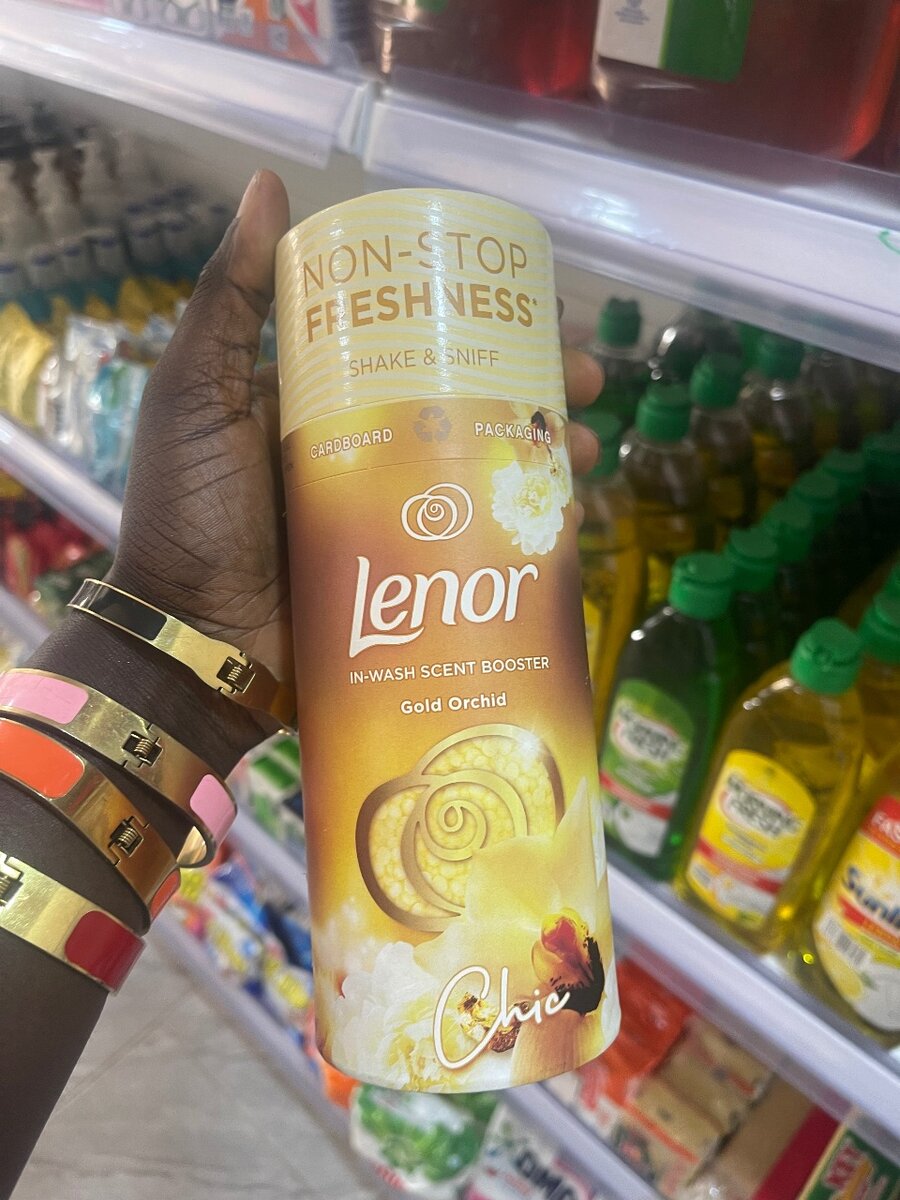 NON-STOP
FRESHNESS*
SHAKE & SNIFF
CARDBOARD PACKAGING
Lenor
IN-WASH SCENT BOOSTER
Gold Orchid
Chic